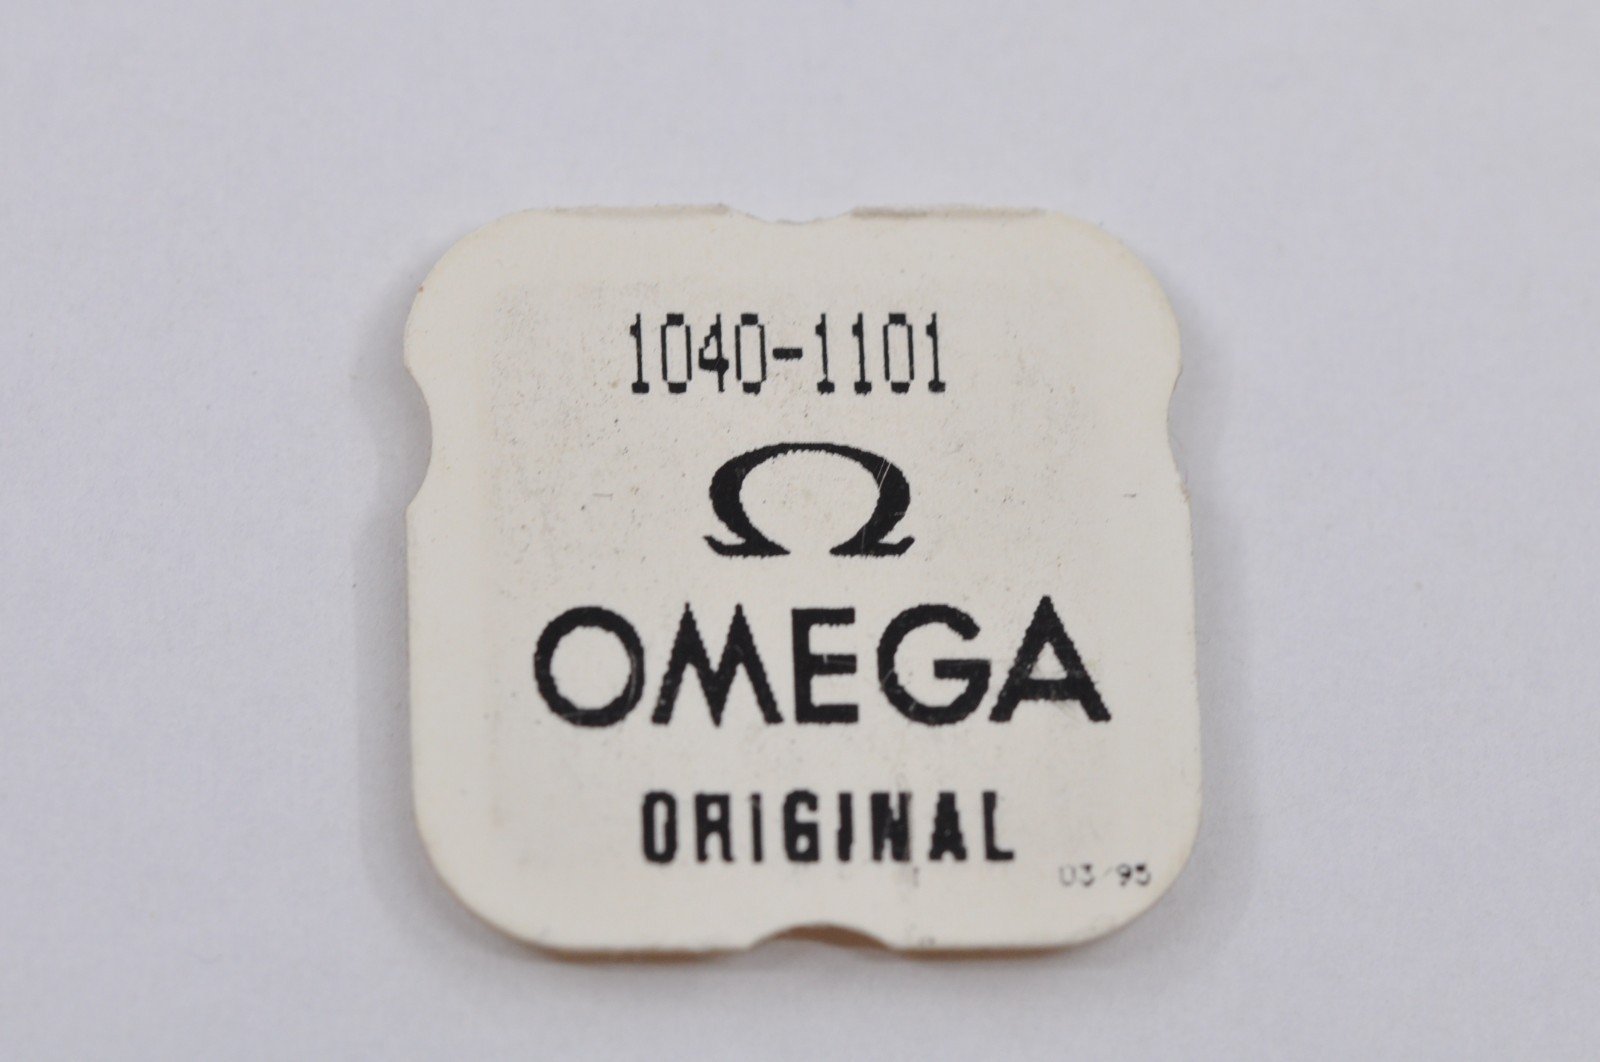 1040-1101
Ω
OMEGA
ORIGINAL
03/95